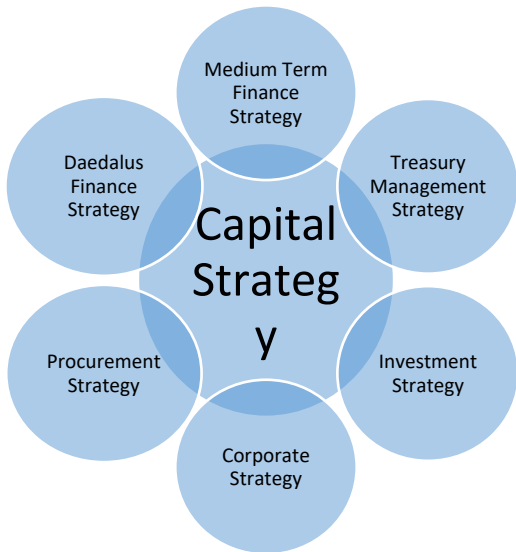 Medium Term
Finance
Strategy
Daedalus
Finance
Strategy
Treasury
Management
Strategy
Capital
Strateg
y
Procurement
Strategy
Investment
Strategy
Corporate
Strategy